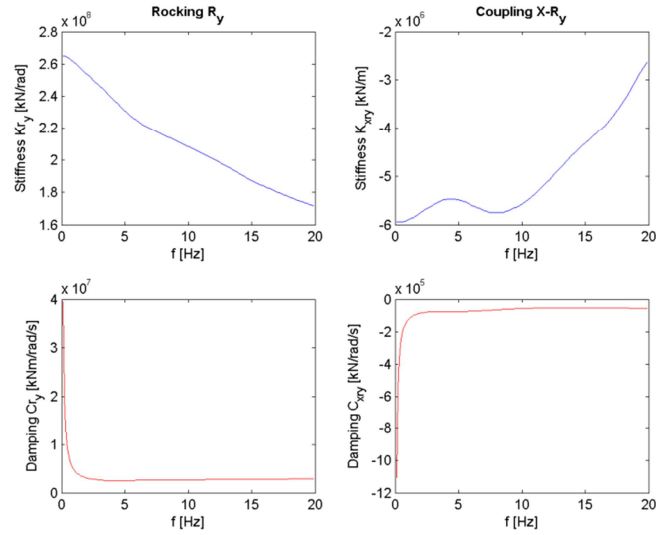 Rocking R_y
Coupling X-R_y
x 10^8
2.8
2.6
2.4
2.2
2
1.8
1.6
Stiffness Kr_y [kN/rad]
0 5 10 15 20
f [Hz]
x 10^6
-2
-3
-4
-5
-6
Stiffness K_xry [kN/m]
0 5 10 15 20
f [Hz]
x 10^7
4
3
2
1
0
Damping Cr_y [kNm/rad/s]
0 5 10 15 20
f [Hz]
x 10^5
0
-2
-4
-6
-8
-10
-12
Damping C_xry [kN/rad/s]
0 5 10 15 20
f [Hz]